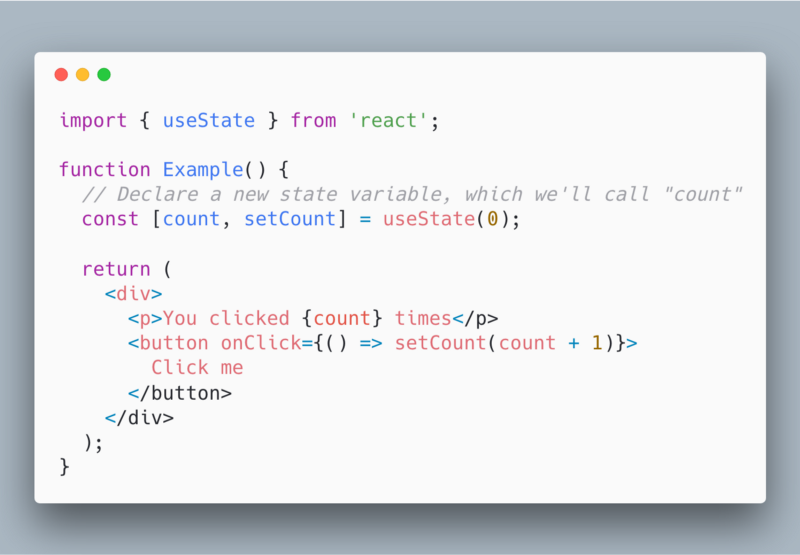 import { useState } from 'react';
function Example() {
  // Declare a new state variable, which we'll call "count"
  const [count, setCount] = useState(0);
  return (
    <div>
      <p>You clicked {count} times</p>
      <button onClick={() => setCount(count + 1)}>
        Click me
      </button>
    </div>
  );
}